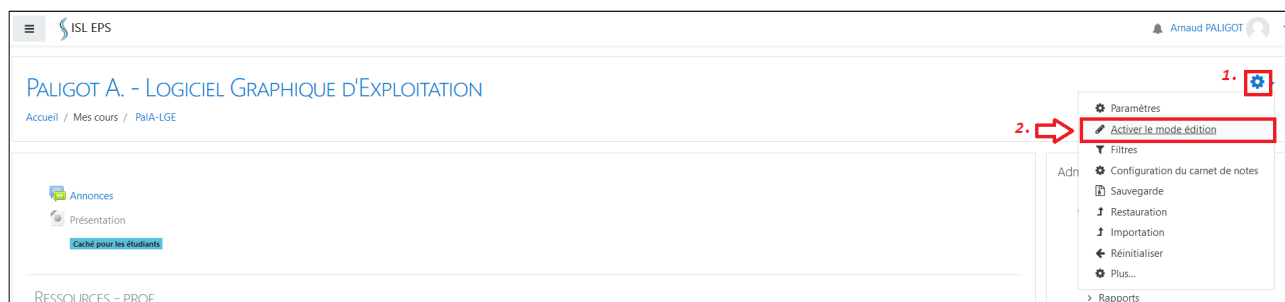 ISL EPS
Arnaud PALIGOT
1.
PALIGOT A. - LOGICIEL GRAPHIQUE D'EXPLOITATION
Accueil / Mes cours / PalA-LGE
Paramètres
2.
Activer le mode édition
Filtres
Adm
Configuration du carnet de notes
Annonces
Sauvegarde
Présentation
Restauration
Caché pour les étudiants
Importation
Réinitialiser
Plus...
RESSOURCES - PROF
Rapports